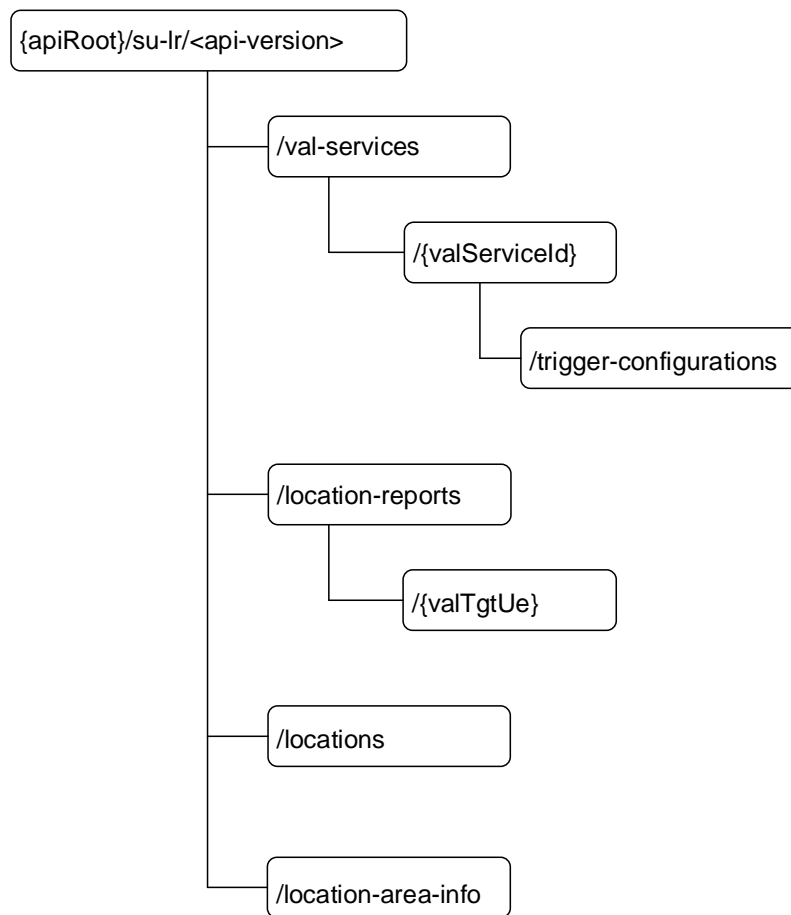 {apiRoot}/su-lr/<api-version>
/val-services
/{valServiceId}
/trigger-configurations
/location-reports
/{valTgtUe}
/locations
/location-area-info